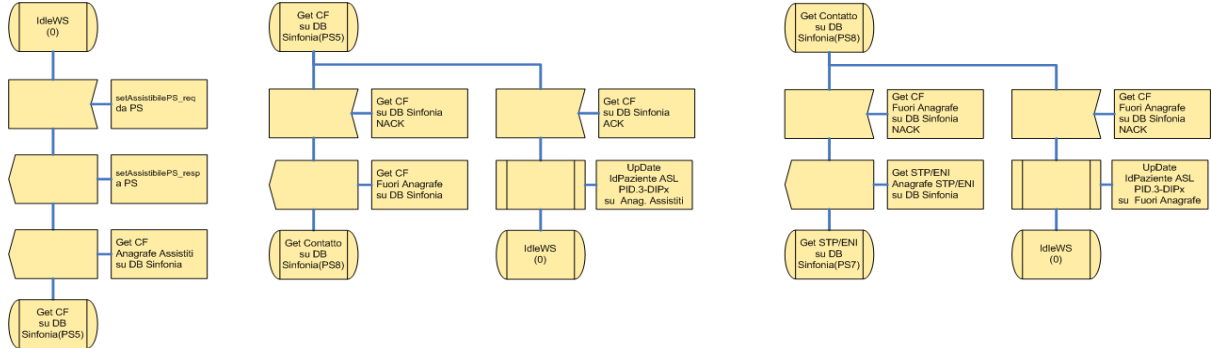 IdleWS
(0)
setAssistibilePS_req
da PS
setAssistibilePS_resp
a PS
Get CF
Anagrafe Assistiti
su DB Sinfonia
Get CF
su DB
Sinfonia(PS5)
Get CF
su DB
Sinfonia(PS5)
Get CF
su DB Sinfonia
NACK
Get CF
Fuori Anagrafe
su DB Sinfonia
Get Contatto
su DB
Sinfonia(PS8)
Get CF
su DB Sinfonia
ACK
UpDate
IdPaziente ASL
PID.3-DIPx
su Anag. Assistiti
IdleWS
(0)
Get Contatto
su DB
Sinfonia(PS8)
Get CF
Fuori Anagrafe
su DB Sinfonia
NACK
Get STP/ENI
Anagrafe STP/ENI
su DB Sinfonia
Get STP/ENI
su DB
Sinfonia(PS7)
Get CF
Fuori Anagrafe
su DB Sinfonia
NACK
UpDate
IdPaziente ASL
PID.3-DIPx
su Fuori Anagrafe
IdleWS
(0)